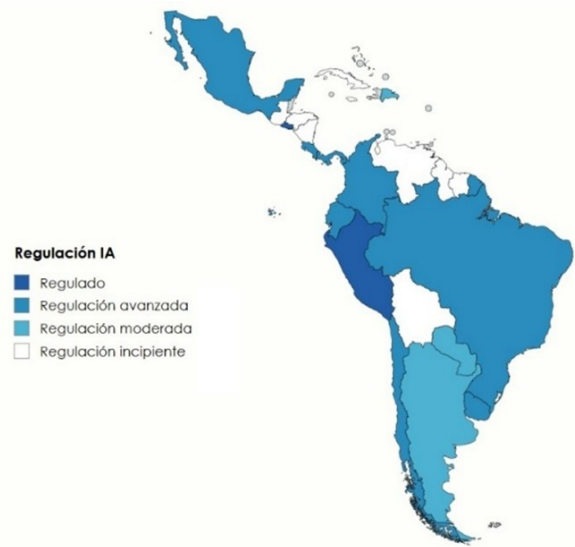 Regulación IA
Regulado
Regulación avanzada
Regulación moderada
Regulación incipiente